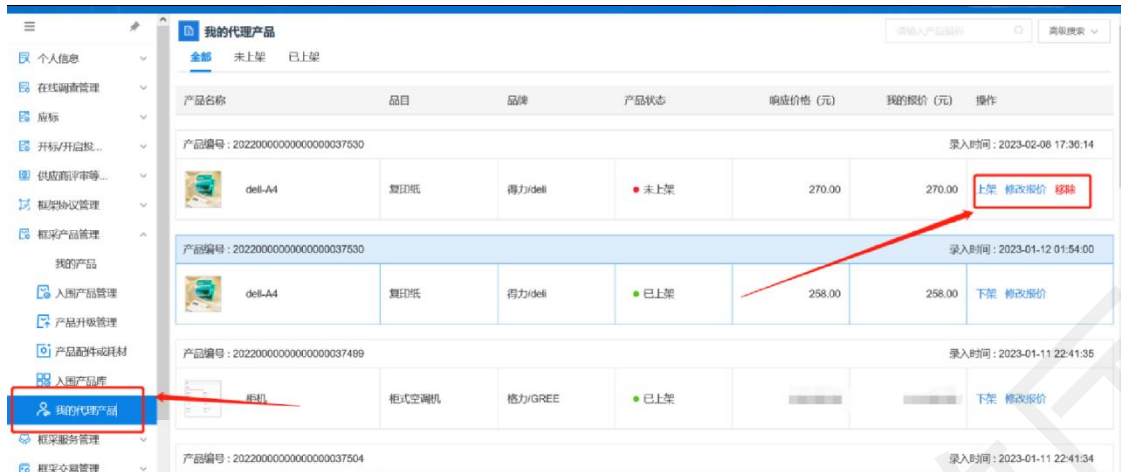 我的代理产品
请输入产品编码
高级搜索
全部 未上架 已上架
个人信息
在线调查管理
应标
开标/开启投...
供应商评审等...
框架协议管理
框采产品管理
我的产品
入围产品管理
产品升级管理
产品配件或耗材
入围产品库
我的代理产品
框采服务管理
框采交易管理
产品名称 品目 品牌 产品状态 响应价格（元） 我的报价（元） 操作
产品编号：20220000000000000037530 录入时间：2023-02-08 17:36:14
dell-A4 复印纸 得力/deli 未上架 270.00 270.00 上架 修改报价 移除
产品编号：20220000000000000037530 录入时间：2023-01-12 01:54:00
dell-A4 复印纸 得力/deli 已上架 258.00 258.00 下架 修改报价
产品编号：20220000000000000037499 录入时间：2023-01-11 22:41:35
柜机 柜式空调机 格力/GREE 已上架 下架 修改报价
产品编号：20220000000000000037504 录入时间：2023-01-11 22:41:34